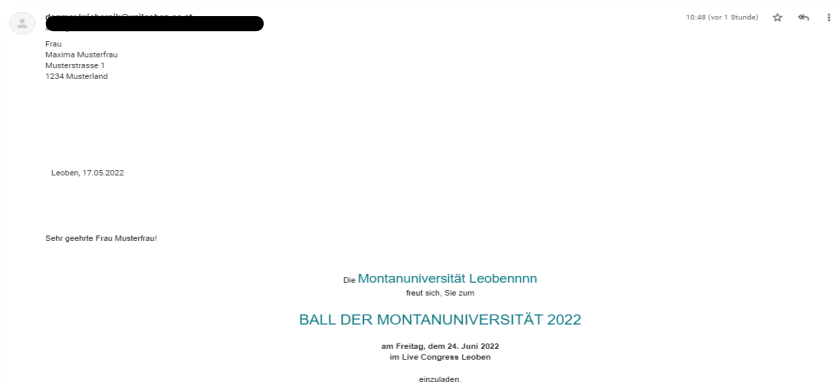 10:48 (vor 1 Stunde)
Frau
Maxima Musterfrau
Musterstrasse 1
1234 Musterland
Leoben, 17.05.2022
Sehr geehrte Frau Musterfrau!
Die Montanuniversität Leobennnn
freut sich, Sie zum
BALL DER MONTANUNIVERSITÄT 2022
am Freitag, dem 24. Juni 2022
im Live Congress Leoben
einzuladen.